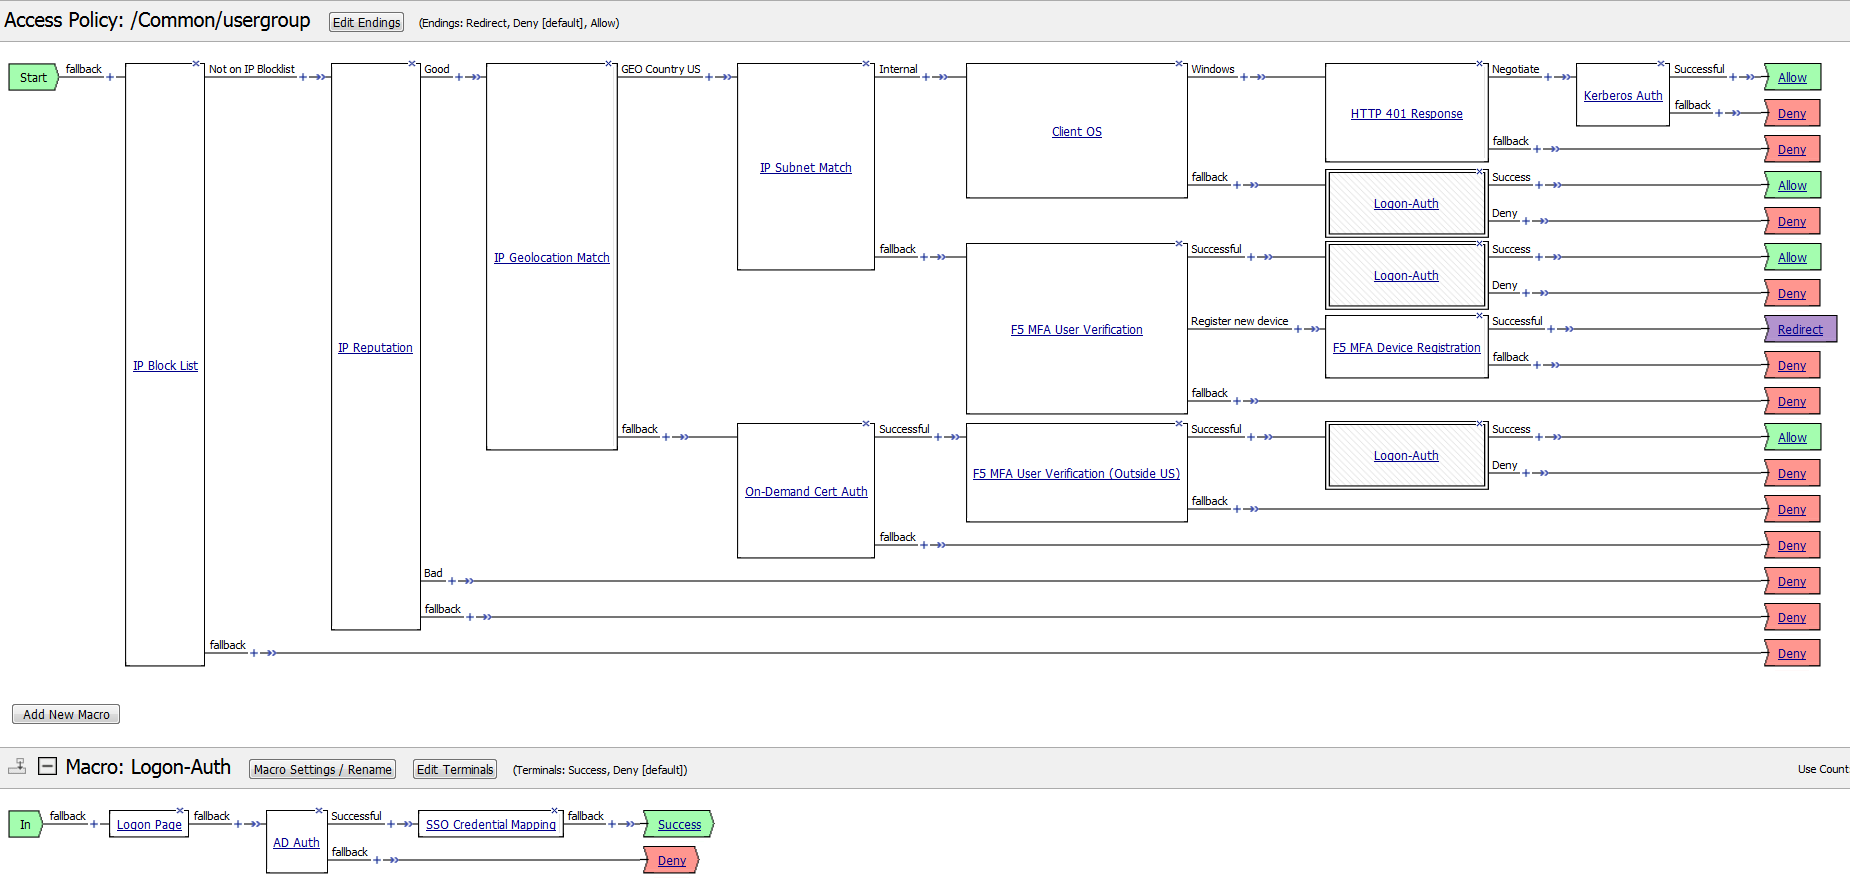 Access Policy: /Common/usergroup Edit Endings (Endings: Redirect, Deny [default], Allow)
Start fallback + Not on IP Blocklist + Good + GEO Country US + Internal + Windows + Negotiate + Successful + Allow
Kerberos Auth
fallback + Deny
HTTP 401 Response
Client OS
fallback + Deny
IP Subnet Match
fallback + Success + Allow
Logon-Auth
Deny + Deny
fallback + Successful + Success + Allow
IP Geolocation Match
Logon-Auth
Deny + Deny
F5 MFA User Verification
Register new device + Successful + Redirect
IP Reputation
F5 MFA Device Registration
IP Block List
fallback + Deny
fallback + Deny
fallback + Successful + Successful + Success + Allow
Logon-Auth
F5 MFA User Verification (Outside US)
Deny + Deny
On-Demand Cert Auth
fallback + Deny
fallback + Deny
Bad + Deny
fallback + Deny
fallback + Deny
Add New Macro
Macro: Logon-Auth Macro Settings / Rename Edit Terminals (Terminals: Success, Deny [default]) Use Count
In fallback + Logon Page fallback + Successful + SSO Credential Mapping fallback + Success
AD Auth
fallback + Deny